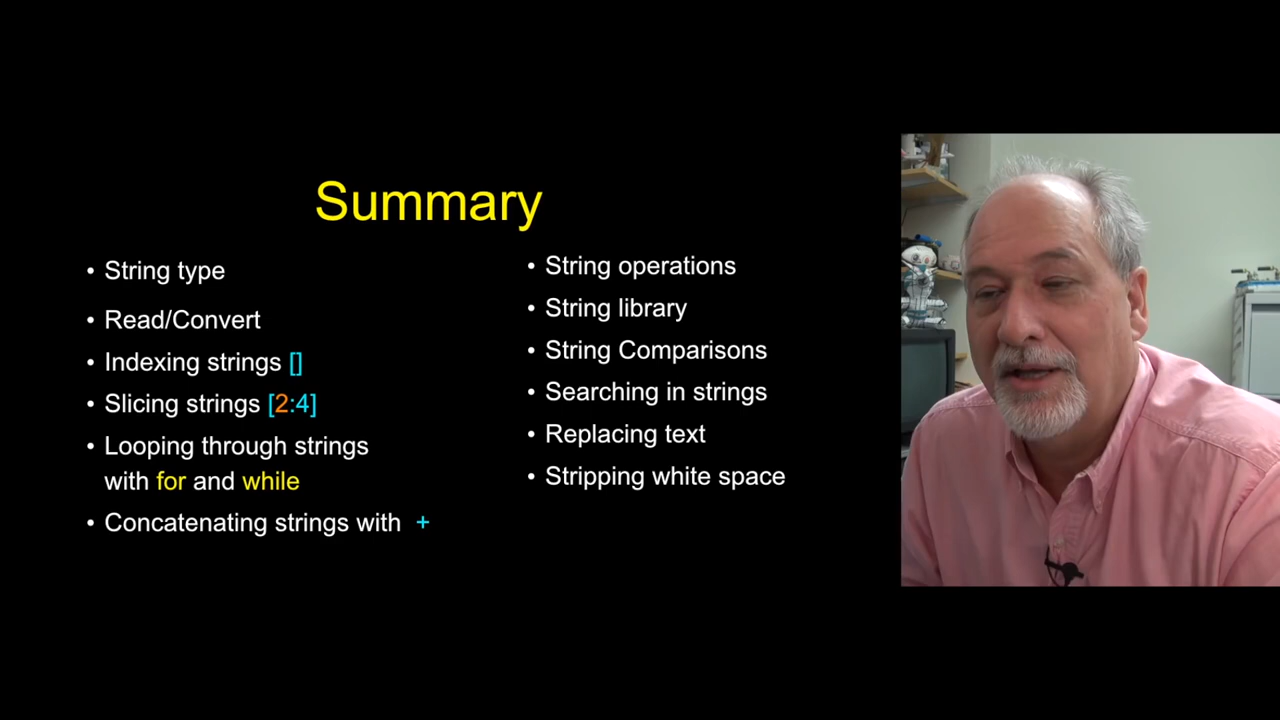 Summary
• String type
• Read/Convert
• Indexing strings []
• Slicing strings [2:4]
• Looping through strings
with for and while
• Concatenating strings with +
• String operations
• String library
• String Comparisons
• Searching in strings
• Replacing text
• Stripping white space